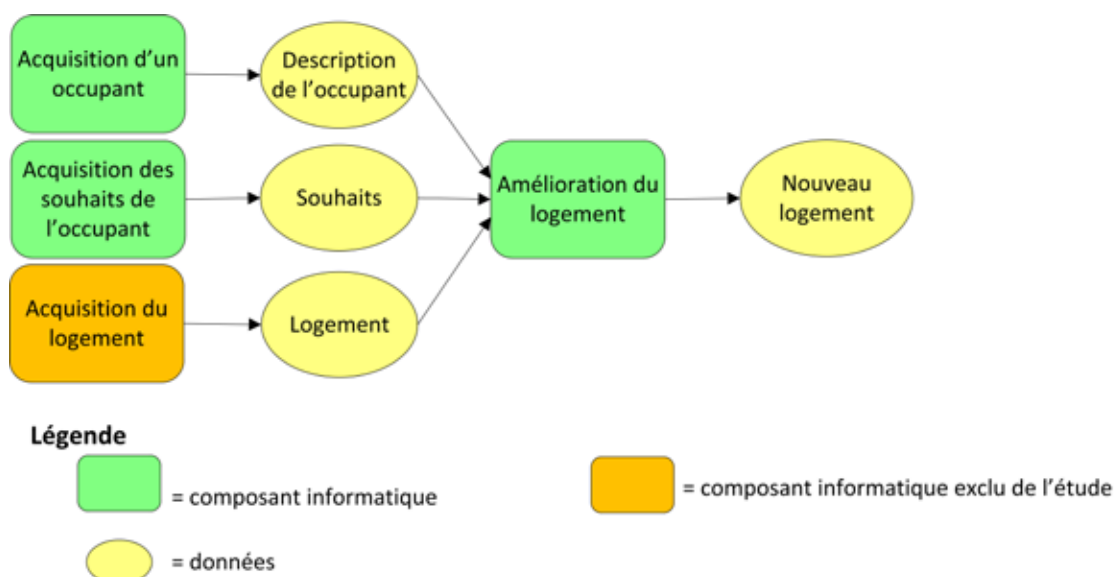 Acquisition d’un
occupant
Description
de l’occupant
Acquisition des
souhaits de
l’occupant
Souhaits
Amélioration du
logement
Nouveau
logement
Acquisition du
logement
Logement
Légende
= composant informatique
= composant informatique exclu de l’étude
= données